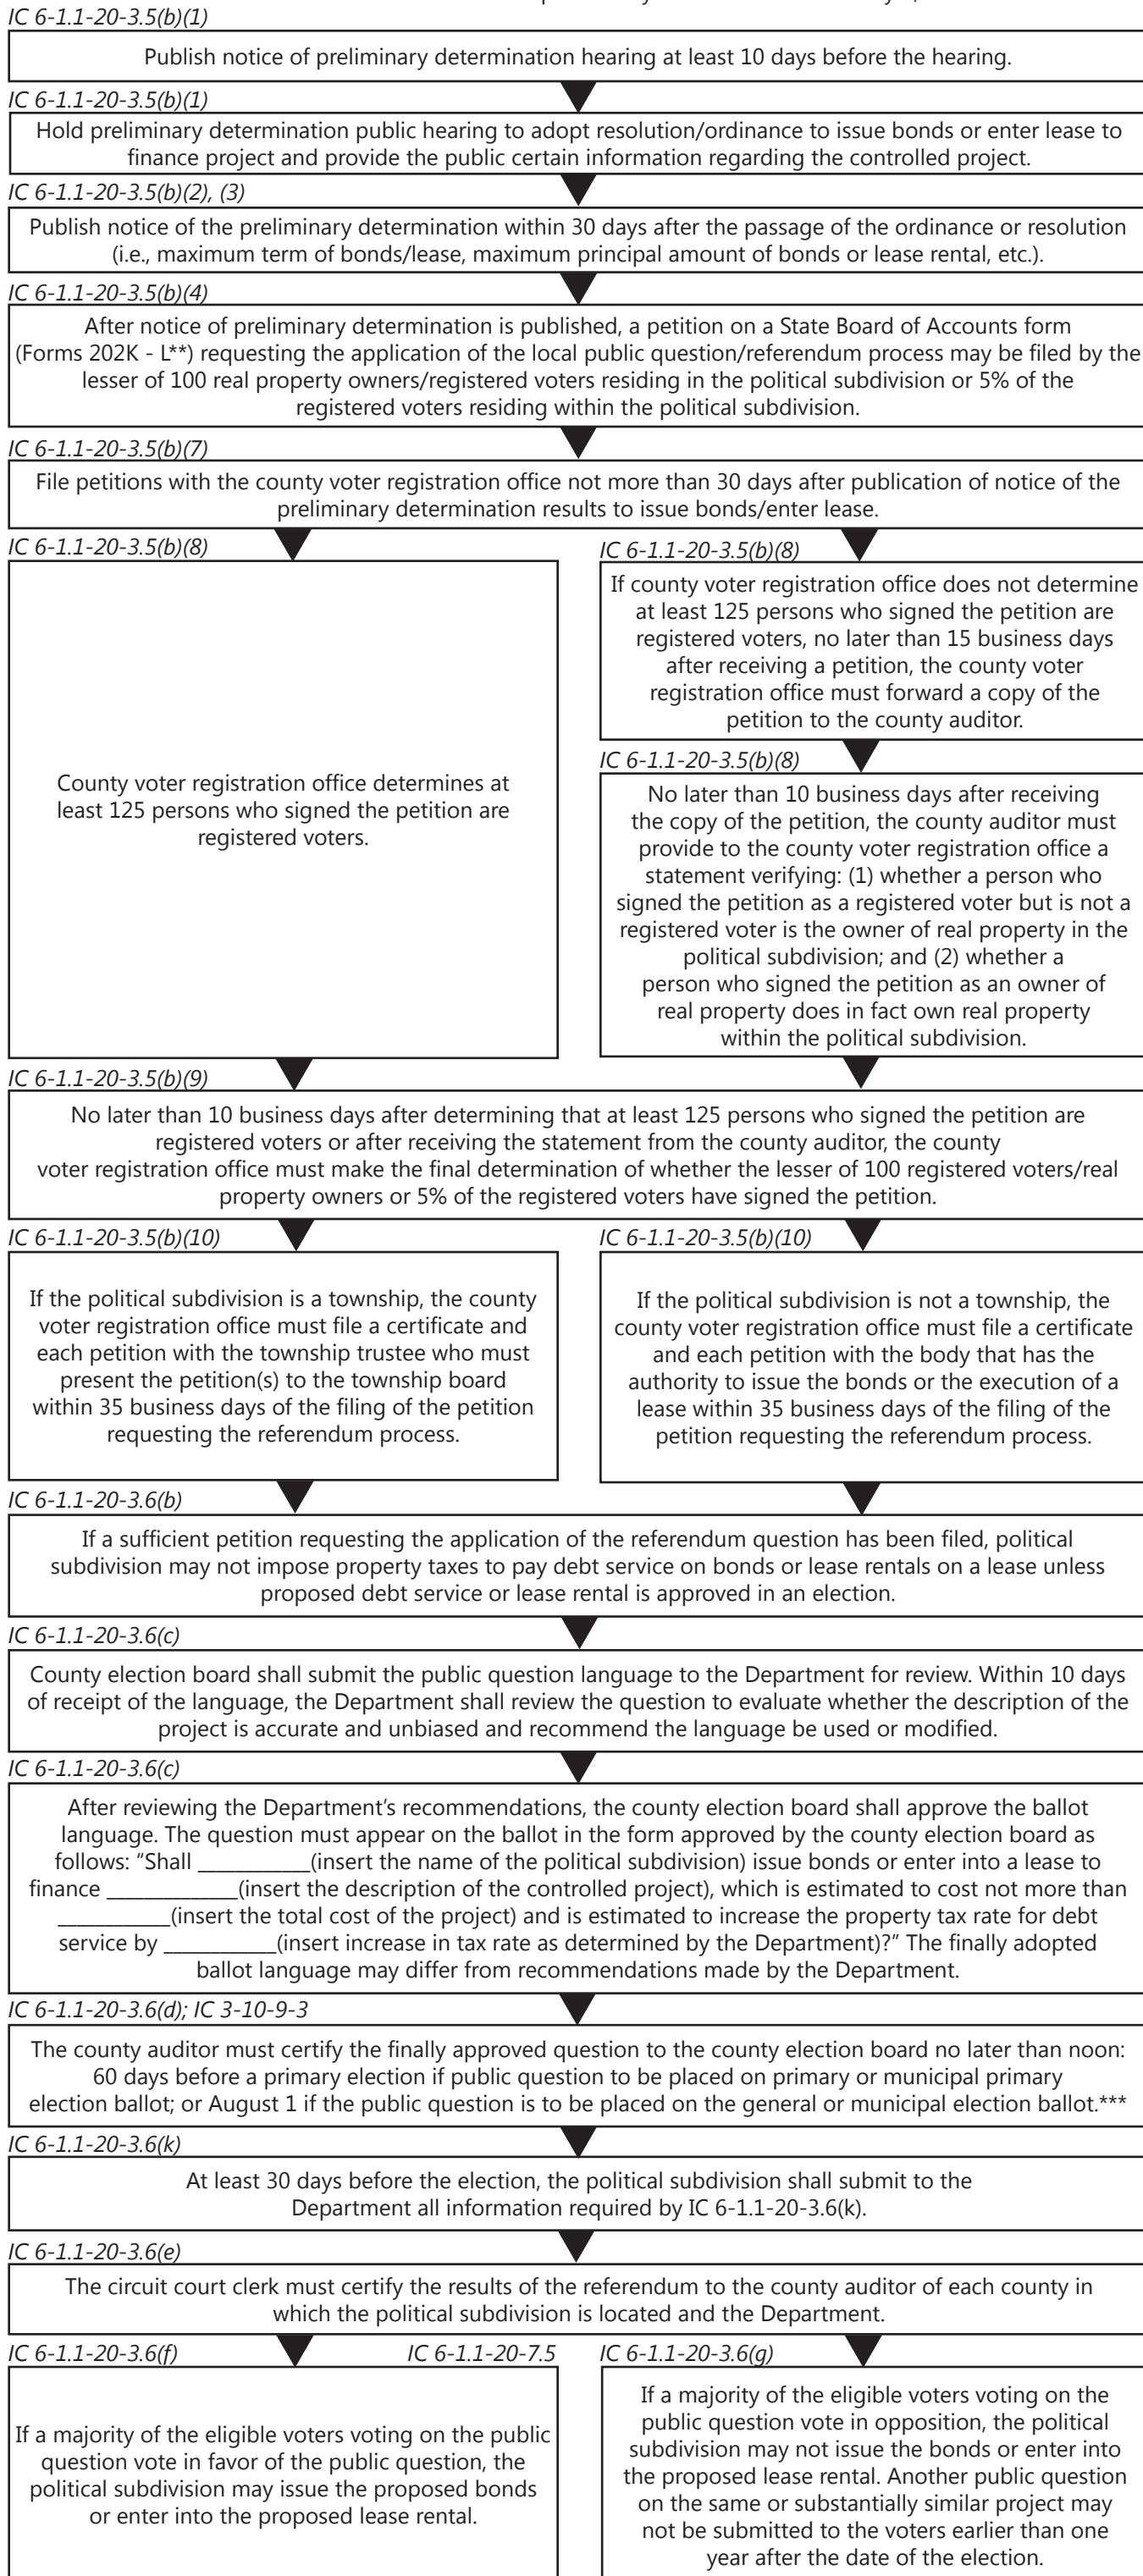 IC 6-1.1-20-3.5(b)(1)
Publish notice of preliminary determination hearing at least 10 days before the hearing.
IC 6-1.1-20-3.5(b)(1)
Hold preliminary determination public hearing to adopt resolution/ordinance to issue bonds or enter lease to
finance project and provide the public certain information regarding the controlled project.
IC 6-1.1-20-3.5(b)(2), (3)
Publish notice of the preliminary determination within 30 days after the passage of the ordinance or resolution
(i.e., maximum term of bonds/lease, maximum principal amount of bonds or lease rental, etc.).
IC 6-1.1-20-3.5(b)(4)
After notice of preliminary determination is published, a petition on a State Board of Accounts form
(Forms 202K - L**) requesting the application of the local public question/referendum process may be filed by the
lesser of 100 real property owners/registered voters residing in the political subdivision or 5% of the
registered voters residing within the political subdivision.
IC 6-1.1-20-3.5(b)(7)
File petitions with the county voter registration office not more than 30 days after publication of notice of the
preliminary determination results to issue bonds/enter lease.
IC 6-1.1-20-3.5(b)(8)
County voter registration office determines at
least 125 persons who signed the petition are
registered voters.
IC 6-1.1-20-3.5(b)(8)
If county voter registration office does not determine
at least 125 persons who signed the petition are
registered voters, no later than 15 business days
after receiving a petition, the county voter
registration office must forward a copy of the
petition to the county auditor.
IC 6-1.1-20-3.5(b)(8)
No later than 10 business days after receiving
the copy of the petition, the county auditor must
provide to the county voter registration office a
statement verifying: (1) whether a person who
signed the petition as a registered voter but is not a
registered voter is the owner of real property in the
political subdivision; and (2) whether a
person who signed the petition as an owner of
real property does in fact own real property
within the political subdivision.
IC 6-1.1-20-3.5(b)(9)
No later than 10 business days after determining that at least 125 persons who signed the petition are
registered voters or after receiving the statement from the county auditor, the county
voter registration office must make the final determination of whether the lesser of 100 registered voters/real
property owners or 5% of the registered voters have signed the petition.
IC 6-1.1-20-3.5(b)(10)
If the political subdivision is a township, the county
voter registration office must file a certificate and
each petition with the township trustee who must
present the petition(s) to the township board
within 35 business days of the filing of the petition
requesting the referendum process.
IC 6-1.1-20-3.5(b)(10)
If the political subdivision is not a township, the
county voter registration office must file a certificate
and each petition with the body that has the
authority to issue the bonds or the execution of a
lease within 35 business days of the filing of the
petition requesting the referendum process.
IC 6-1.1-20-3.6(b)
If a sufficient petition requesting the application of the referendum question has been filed, political
subdivision may not impose property taxes to pay debt service on bonds or lease rentals on a lease unless
proposed debt service or lease rental is approved in an election.
IC 6-1.1-20-3.6(c)
County election board shall submit the public question language to the Department for review. Within 10 days
of receipt of the language, the Department shall review the question to evaluate whether the description of the
project is accurate and unbiased and recommend the language be used or modified.
IC 6-1.1-20-3.6(c)
After reviewing the Department’s recommendations, the county election board shall approve the ballot
language. The question must appear on the ballot in the form approved by the county election board as
follows: “Shall ____________(insert the name of the political subdivision) issue bonds or enter into a lease to
finance ______________(insert the description of the controlled project), which is estimated to cost not more than
____________(insert the total cost of the project) and is estimated to increase the property tax rate for debt
service by ____________(insert increase in tax rate as determined by the Department)?” The finally adopted
ballot language may differ from recommendations made by the Department.
IC 6-1.1-20-3.6(d); IC 3-10-9-3
The county auditor must certify the finally approved question to the county election board no later than noon:
60 days before a primary election if public question to be placed on primary or municipal primary
election ballot; or August 1 if the public question is to be placed on the general or municipal election ballot.***
IC 6-1.1-20-3.6(k)
At least 30 days before the election, the political subdivision shall submit to the
Department all information required by IC 6-1.1-20-3.6(k).
IC 6-1.1-20-3.6(e)
The circuit court clerk must certify the results of the referendum to the county auditor of each county in
which the political subdivision is located and the Department.
IC 6-1.1-20-3.6(f) IC 6-1.1-20-7.5
If a majority of the eligible voters voting on the public
question vote in favor of the public question, the
political subdivision may issue the proposed bonds
or enter into the proposed lease rental.
IC 6-1.1-20-3.6(g)
If a majority of the eligible voters voting on the
public question vote in opposition, the political
subdivision may not issue the bonds or enter into
the proposed lease rental. Another public question
on the same or substantially similar project may
not be submitted to the voters earlier than one
year after the date of the election.